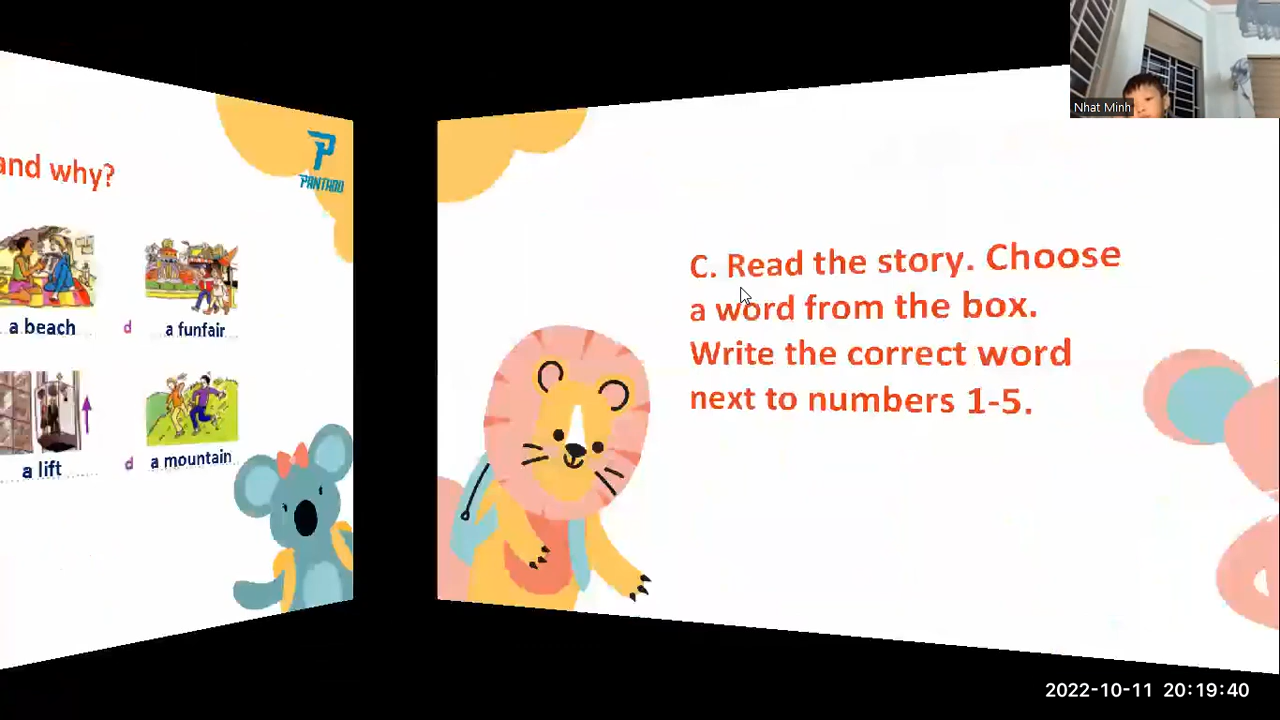 and why?
PANTADO
a beach
d a funfair
a lift
d a mountain
C. Read the story. Choose
a word from the box.
Write the correct word
next to numbers 1-5.
Nhat Minh
2022-10-11 20:19:40